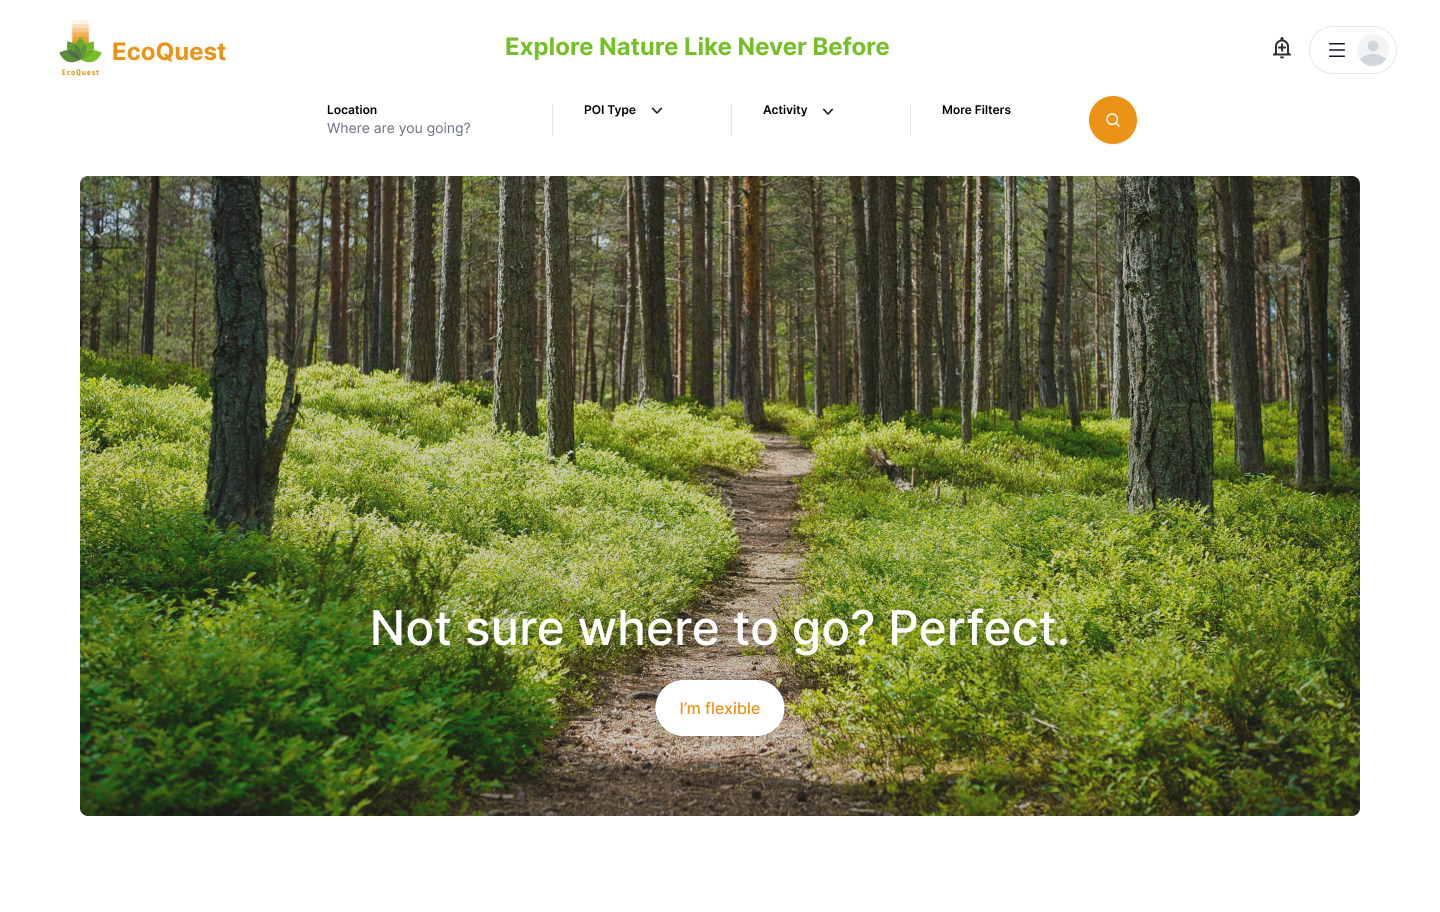 EcoQuest
EcoQuest
Explore Nature Like Never Before
Location
Where are you going?
POI Type
Activity
More Filters
Not sure where to go? Perfect.
I'm flexible